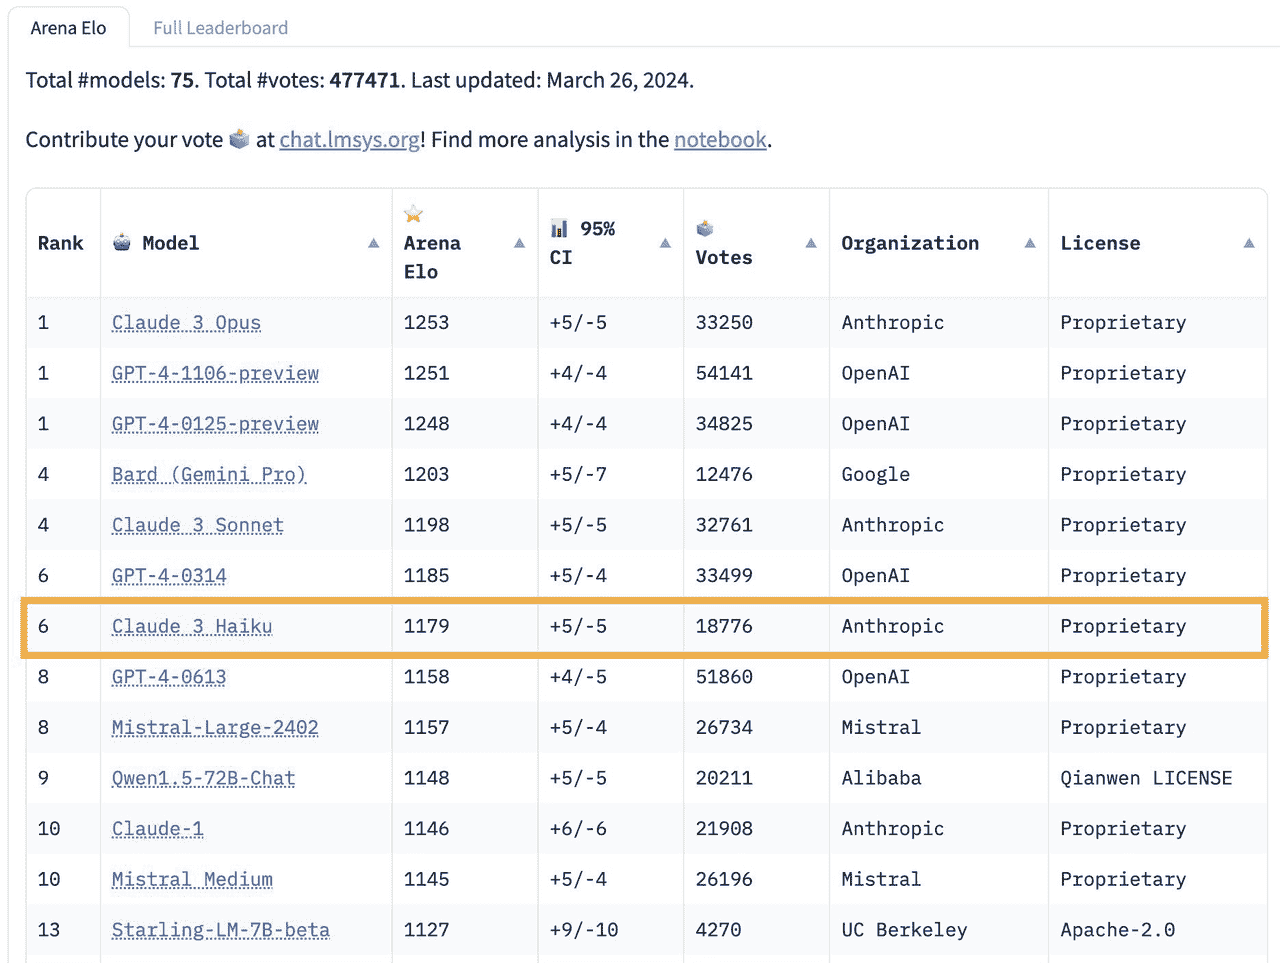 Arena Elo Full Leaderboard
Total #models: 75. Total #votes: 477471. Last updated: March 26, 2024.
Contribute your vote 🗳️ at chat.lmsys.org! Find more analysis in the notebook.
Rank 🤖 Model ⭐ Arena Elo 📊 95% CI 🗳️ Votes Organization License
1 Claude 3 Opus 1253 +5/-5 33250 Anthropic Proprietary
1 GPT-4-1106-preview 1251 +4/-4 54141 OpenAI Proprietary
1 GPT-4-0125-preview 1248 +4/-4 34825 OpenAI Proprietary
4 Bard (Gemini Pro) 1203 +5/-7 12476 Google Proprietary
4 Claude 3 Sonnet 1198 +5/-5 32761 Anthropic Proprietary
6 GPT-4-0314 1185 +5/-4 33499 OpenAI Proprietary
6 Claude 3 Haiku 1179 +5/-5 18776 Anthropic Proprietary
8 GPT-4-0613 1158 +4/-5 51860 OpenAI Proprietary
8 Mistral-Large-2402 1157 +5/-4 26734 Mistral Proprietary
9 Qwen1.5-72B-Chat 1148 +5/-5 20211 Alibaba Qianwen LICENSE
10 Claude-1 1146 +6/-6 21908 Anthropic Proprietary
10 Mistral Medium 1145 +5/-4 26196 Mistral Proprietary
13 Starling-LM-7B-beta 1127 +9/-10 4270 UC Berkeley Apache-2.0